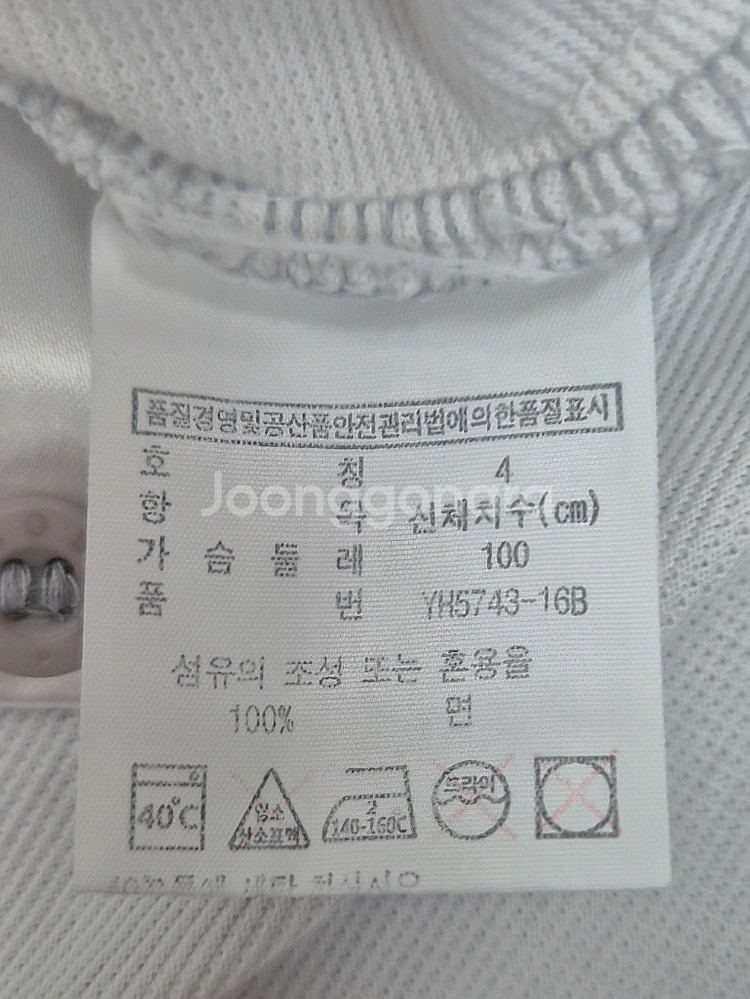 품질경영및공산품안전관리법에의한품질표시
호 칭 4
항 목 신체치수(cm)
가 슴 둘 레 100
품 번 YH5743-16B
섬유의 조성 또는 혼용율
100% 면
40℃
염소
산소표백
2
140-160℃
드라이
Joonggonara